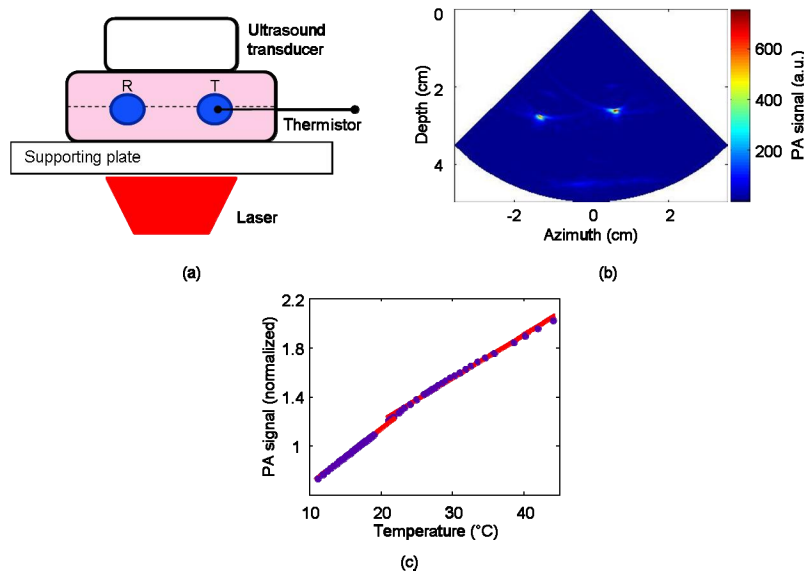 Ultrasound
transducer
R
T
Thermistor
Supporting plate
Laser
(a)
0
2
4
Depth (cm)
-2
0
2
Azimuth (cm)
600
400
200
PA signal (a.u.)
(b)
2.2
1.8
1.4
1
PA signal (normalized)
10
20
30
40
Temperature (°C)
(c)